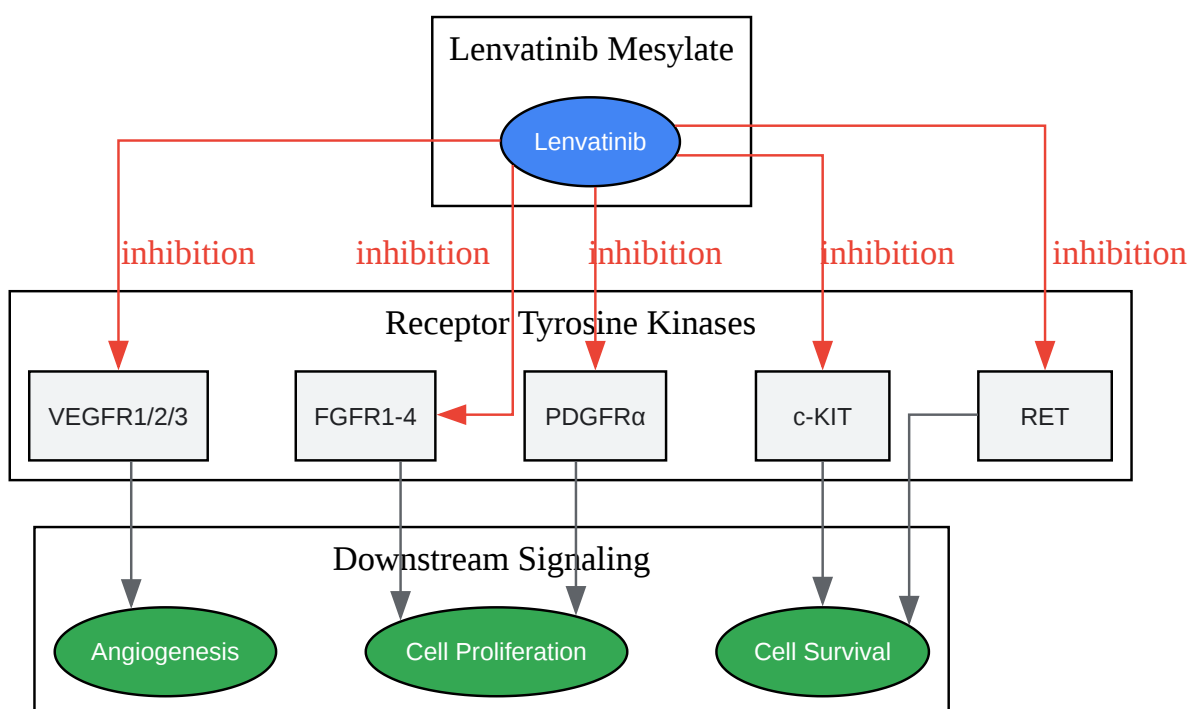 Lenvatinib Mesylate
Lenvatinib
inhibition inhibition inhibition inhibition inhibition
Receptor Tyrosine Kinases
VEGFR1/2/3 FGFR1-4 PDGFRα c-KIT RET
Downstream Signaling
Angiogenesis Cell Proliferation Cell Survival